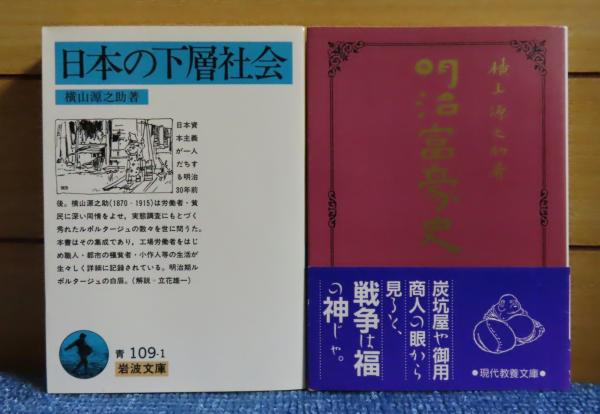 日本の下層社会
横山源之助著
日本資
本主義
が一人
だちす
る明治
30年前
後。横山源之助(1870‐1915)は労働者・貧
民に深い同情をよせ,実態調査にもとづく
秀れたルポルタージュの数々を世に問うた。
本書はその集成であり,工場労働者をはじ
め職人・都市の極貧者・小作人等の生活が
生々しく詳細に記録されている。明治期ル
ポルタージュの白眉。(解説‐立花雄一)
青 109-1
岩波文庫
横山源之助著
明治富豪史
炭坑屋や御用
商人の眼から
見ると、
戦争は福
の神じゃ。
●現代教養文庫●